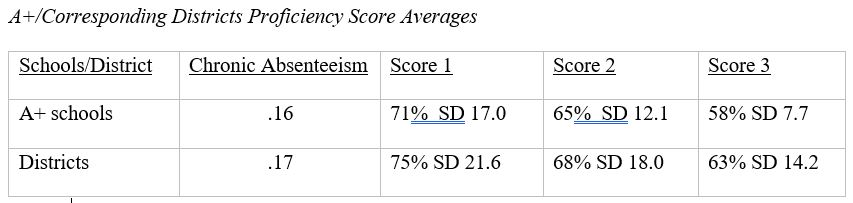 A+/Corresponding Districts Proficiency Score Averages
Schools/District Chronic Absenteeism Score 1 Score 2 Score 3
A+ schools .16 71%  SD 17.0 65%  SD 12.1 58% SD 7.7
Districts .17 75% SD 21.6 68% SD 18.0 63% SD 14.2